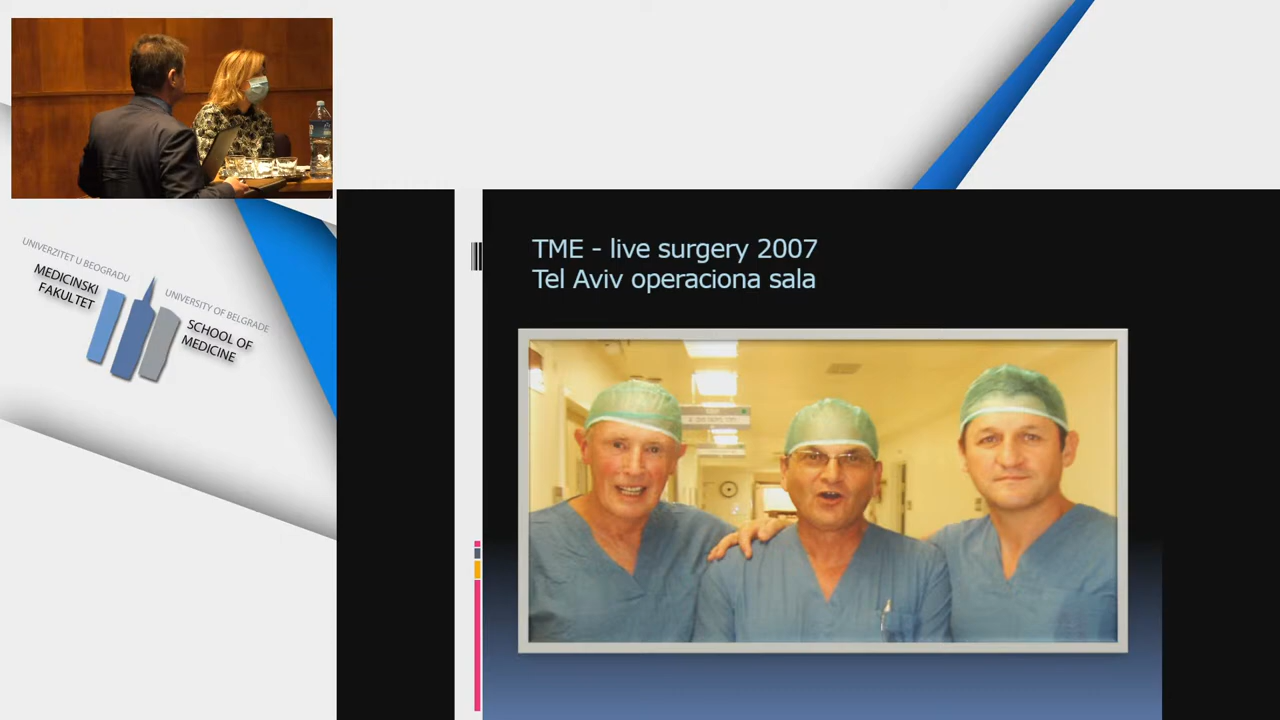 UNIVERZITET U BEOGRADU
MEDICINSKI
FAKULTET
UNIVERSITY OF BELGRADE
SCHOOL OF
MEDICINE
TME - live surgery 2007
Tel Aviv operaciona sala